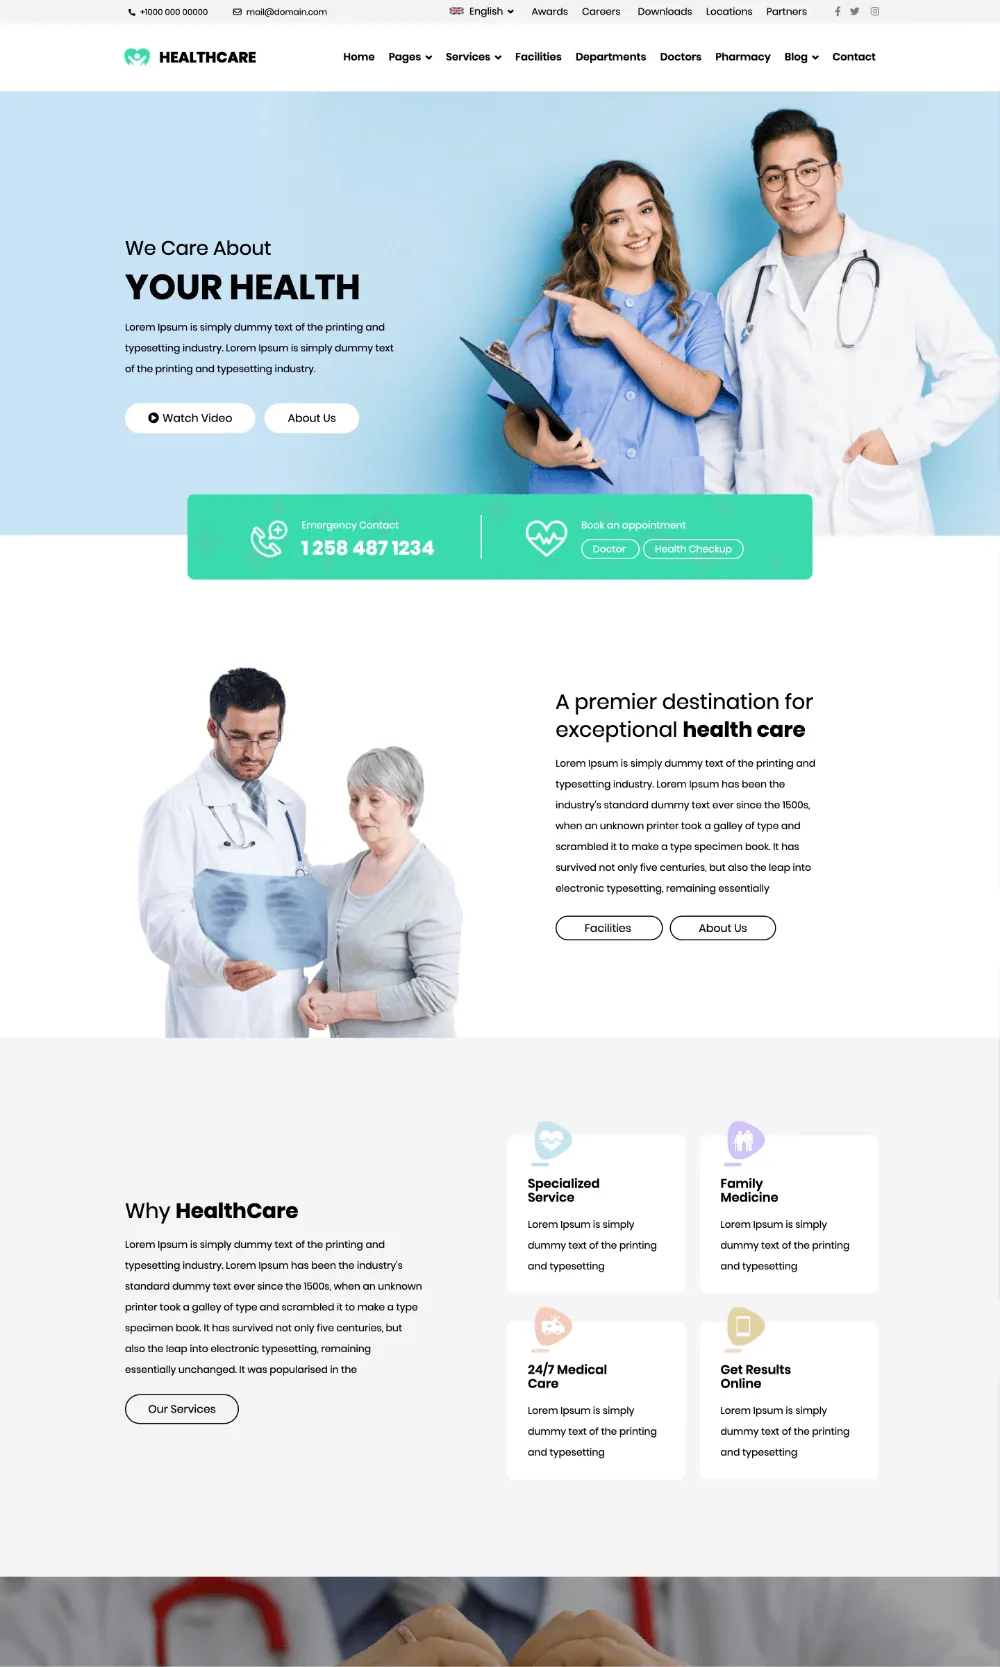 +1000 000 00000 mail@domain.com English Awards Careers Downloads Locations Partners
HEALTHCARE Home Pages Services Facilities Departments Doctors Pharmacy Blog Contact
We Care About
YOUR HEALTH
Lorem Ipsum is simply dummy text of the printing and
typesetting industry. Lorem Ipsum is simply dummy text
of the printing and typesetting industry.
Watch Video About Us
Emergency Contact
1 258 487 1234
Book an appointment
Doctor Health Checkup
A premier destination for
exceptional health care
Lorem Ipsum is simply dummy text of the printing and
typesetting industry. Lorem Ipsum has been the
industry's standard dummy text ever since the 1500s,
when an unknown printer took a galley of type and
scrambled it to make a type specimen book. It has
survived not only five centuries, but also the leap into
electronic typesetting, remaining essentially
Facilities About Us
Why HealthCare
Lorem Ipsum is simply dummy text of the printing and
typesetting industry. Lorem Ipsum has been the industry's
standard dummy text ever since the 1500s, when an unknown
printer took a galley of type and scrambled it to make a type
specimen book. It has survived not only five centuries, but
also the leap into electronic typesetting, remaining
essentially unchanged. It was popularised in the
Our Services
Specialized
Service
Lorem Ipsum is simply
dummy text of the printing
and typesetting
Family
Medicine
Lorem Ipsum is simply
dummy text of the printing
and typesetting
24/7 Medical
Care
Lorem Ipsum is simply
dummy text of the printing
and typesetting
Get Results
Online
Lorem Ipsum is simply
dummy text of the printing
and typesetting